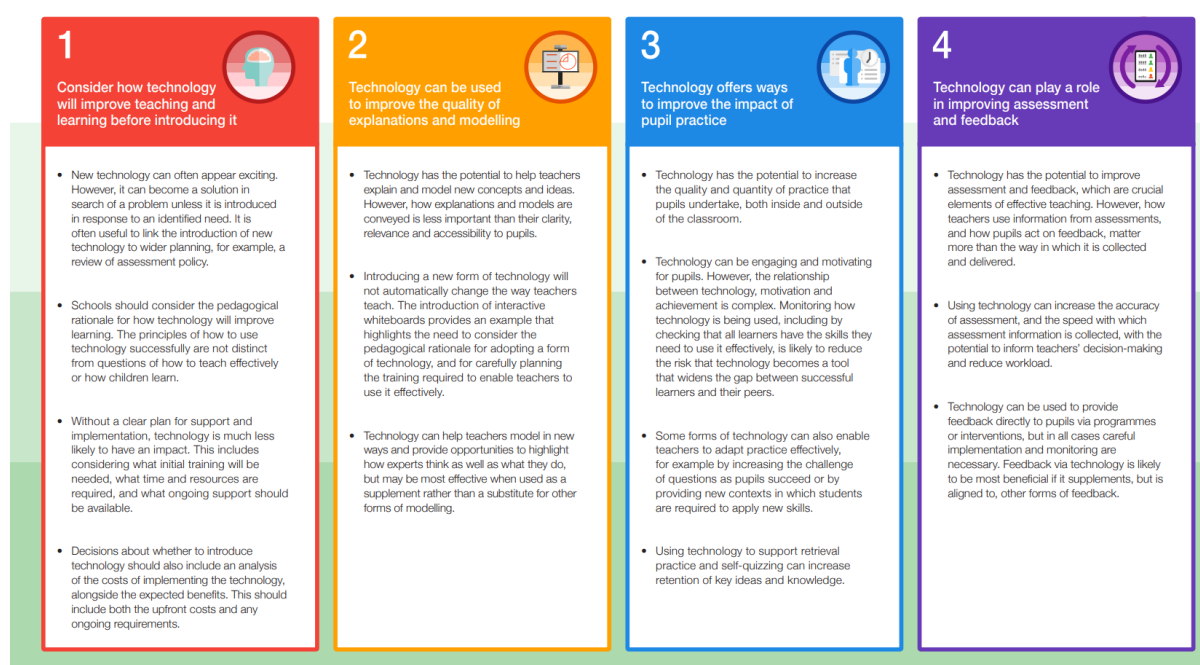 1
Consider how technology
will improve teaching and
learning before introducing it
• New technology can often appear exciting.
However, it can become a solution in
search of a problem unless it is introduced
in response to an identified need. It is
often useful to link the introduction of new
technology to wider planning, for example, a
review of assessment policy.
• Schools should consider the pedagogical
rationale for how technology will improve
learning. The principles of how to use
technology successfully are not distinct
from questions of how to teach effectively
or how children learn.
• Without a clear plan for support and
implementation, technology is much less
likely to have an impact. This includes
considering what initial training will be
needed, what time and resources are
required, and what ongoing support should
be available.
• Decisions about whether to introduce
technology should also include an analysis
of the costs of implementing the technology,
alongside the expected benefits. This should
include both the upfront costs and any
ongoing requirements.
2
Technology can be used
to improve the quality of
explanations and modelling
• Technology has the potential to help teachers
explain and model new concepts and ideas.
However, how explanations and models are
conveyed is less important than their clarity,
relevance and accessibility to pupils.
• Introducing a new form of technology will
not automatically change the way teachers
teach. The introduction of interactive
whiteboards provides an example that
highlights the need to consider the
pedagogical rationale for adopting a form
of technology, and for carefully planning
the training required to enable teachers to
use it effectively.
• Technology can help teachers model in new
ways and provide opportunities to highlight
how experts think as well as what they do,
but may be most effective when used as a
supplement rather than a substitute for other
forms of modelling.
3
Technology offers ways
to improve the impact of
pupil practice
• Technology has the potential to increase
the quality and quantity of practice that
pupils undertake, both inside and outside
of the classroom.
• Technology can be engaging and motivating
for pupils. However, the relationship
between technology, motivation and
achievement is complex. Monitoring how
technology is being used, including by
checking that all learners have the skills they
need to use it effectively, is likely to reduce
the risk that technology becomes a tool
that widens the gap between successful
learners and their peers.
• Some forms of technology can also enable
teachers to adapt practice effectively,
for example by increasing the challenge
of questions as pupils succeed or by
providing new contexts in which students
are required to apply new skills.
• Using technology to support retrieval
practice and self-quizzing can increase
retention of key ideas and knowledge.
4
Technology can play a role
in improving assessment
and feedback
• Technology has the potential to improve
assessment and feedback, which are crucial
elements of effective teaching. However, how
teachers use information from assessments,
and how pupils act on feedback, matter
more than the way in which it is collected
and delivered.
• Using technology can increase the accuracy
of assessment, and the speed with which
assessment information is collected, with the
potential to inform teachers' decision-making
and reduce workload.
• Technology can be used to provide
feedback directly to pupils via programmes
or interventions, but in all cases careful
implementation and monitoring are
necessary. Feedback via technology is likely
to be most beneficial if it supplements, but is
aligned to, other forms of feedback.